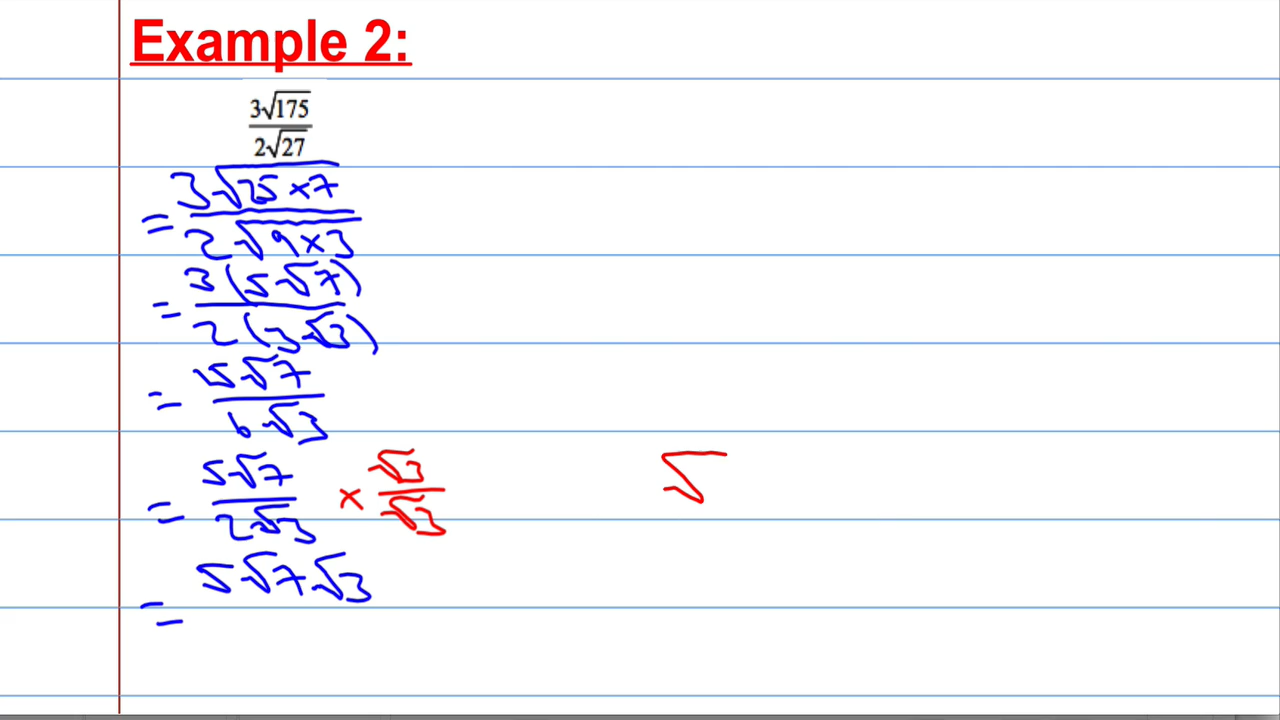 Example 2:
3√175
2√27
= 3√25 × 7
2√9 × 3
= 3(5√7)
2(3√3)
= 15√7
6√3
= 5√7 × √3
2√3 √3
= 5√7√3
√